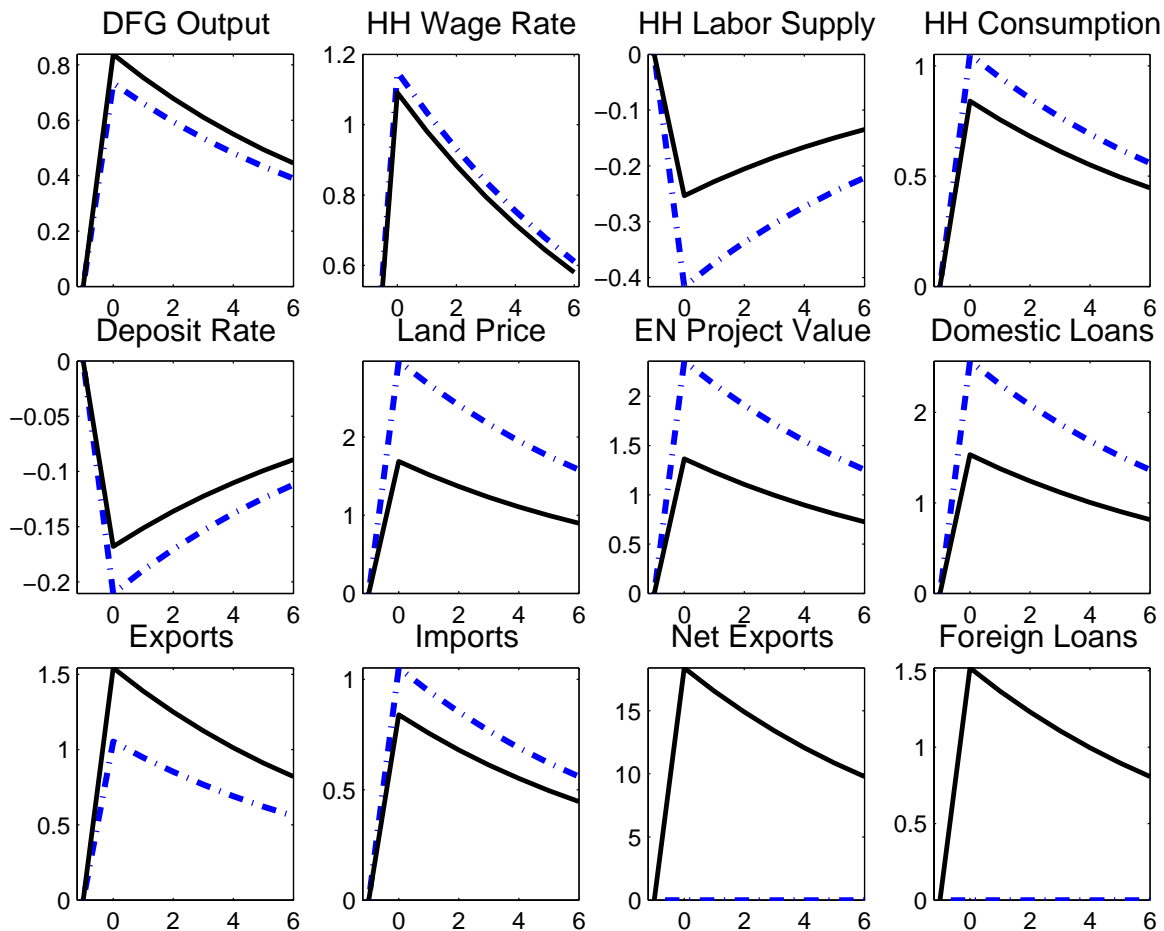 DFG Output
HH Wage Rate
HH Labor Supply
HH Consumption
0.8
0.6
0.4
0.2
0
0 2 4 6
1.2
1
0.8
0.6
0 2 4 6
0
−0.1
−0.2
−0.3
−0.4
0 2 4 6
1
0.5
0
0 2 4 6
Deposit Rate
Land Price
EN Project Value
Domestic Loans
0
−0.05
−0.1
−0.15
−0.2
0 2 4 6
2
1
0
0 2 4 6
2
1.5
1
0.5
0
0 2 4 6
2
1
0
0 2 4 6
Exports
Imports
Net Exports
Foreign Loans
1.5
1
0.5
0
0 2 4 6
1
0.5
0
0 2 4 6
15
10
5
0
0 2 4 6
1.5
1
0.5
0
0 2 4 6